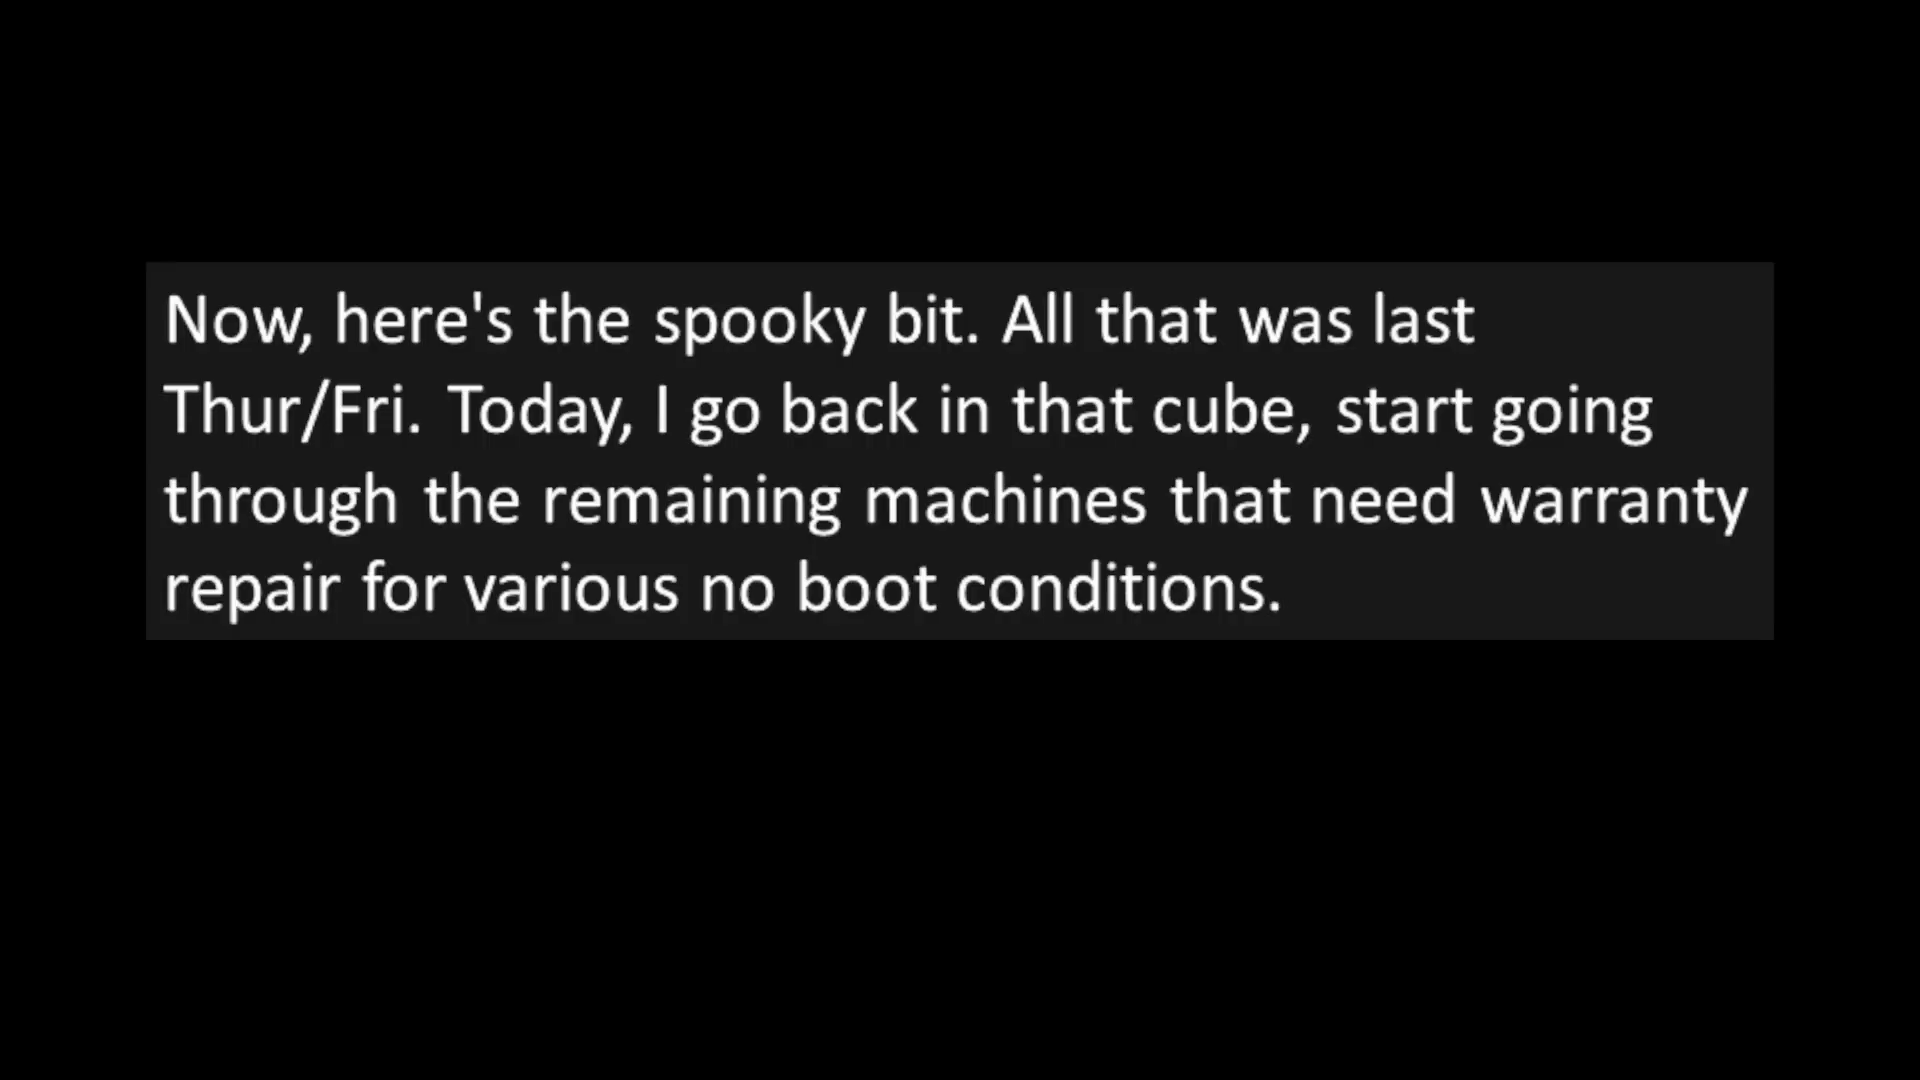 Now, here's the spooky bit. All that was last
Thur/Fri. Today, I go back in that cube, start going
through the remaining machines that need warranty
repair for various no boot conditions.